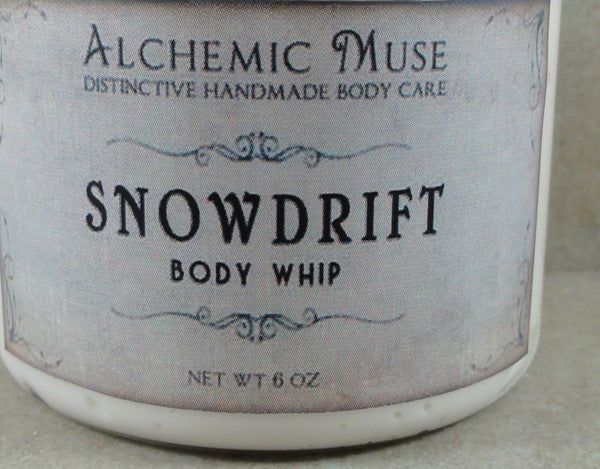 ALCHEMIC MUSE
DISTINCTIVE HANDMADE BODY CARE
SNOWDRIFT
BODY WHIP
NET WT 6 OZ